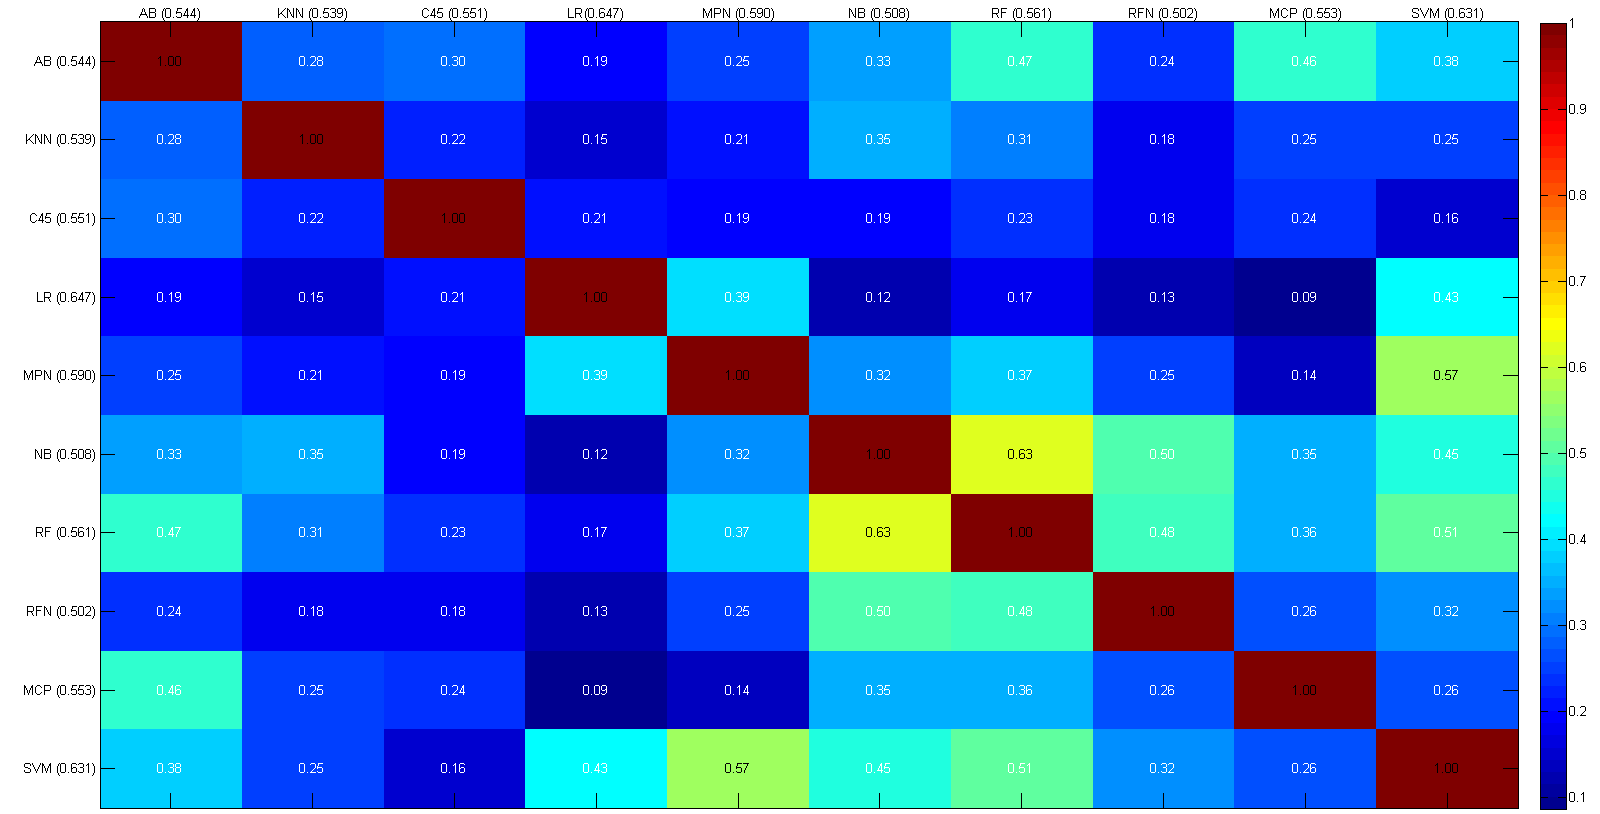 AB (0.544) KNN (0.539) C45 (0.551) LR(0.647) MPN (0.590) NB (0.508) RF (0.561) RFN (0.502) MCP (0.553) SVM (0.631)
AB (0.544) 1.00 0.28 0.30 0.19 0.25 0.33 0.47 0.24 0.46 0.38
KNN (0.539) 0.28 1.00 0.22 0.15 0.21 0.35 0.31 0.18 0.25 0.25
C45 (0.551) 0.30 0.22 1.00 0.21 0.19 0.19 0.23 0.18 0.24 0.16
LR (0.647) 0.19 0.15 0.21 1.00 0.39 0.12 0.17 0.13 0.09 0.43
MPN (0.590) 0.25 0.21 0.19 0.39 1.00 0.32 0.37 0.25 0.14 0.57
NB (0.508) 0.33 0.35 0.19 0.12 0.32 1.00 0.63 0.50 0.35 0.45
RF (0.561) 0.47 0.31 0.23 0.17 0.37 0.63 1.00 0.48 0.36 0.51
RFN (0.502) 0.24 0.18 0.18 0.13 0.25 0.50 0.48 1.00 0.26 0.32
MCP (0.553) 0.46 0.25 0.24 0.09 0.14 0.35 0.36 0.26 1.00 0.26
SVM (0.631) 0.38 0.25 0.16 0.43 0.57 0.45 0.51 0.32 0.26 1.00
1
0.9
0.8
0.7
0.6
0.5
0.4
0.3
0.2
0.1